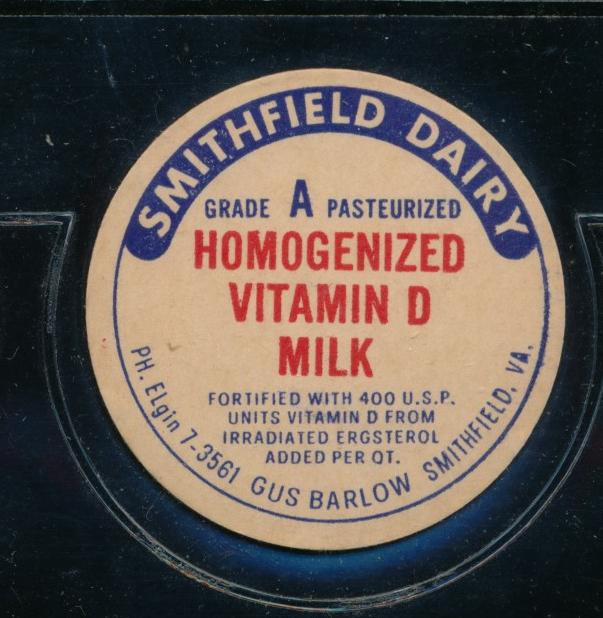 SMITHFIELD DAIRY
GRADE A PASTEURIZED
HOMOGENIZED
VITAMIN D
MILK
FORTIFIED WITH 400 U.S.P.
UNITS VITAMIN D FROM
IRRADIATED ERGSTEROL
ADDED PER QT.
PH. ELgin 7-3561 GUS BARLOW SMITHFIELD, VA.